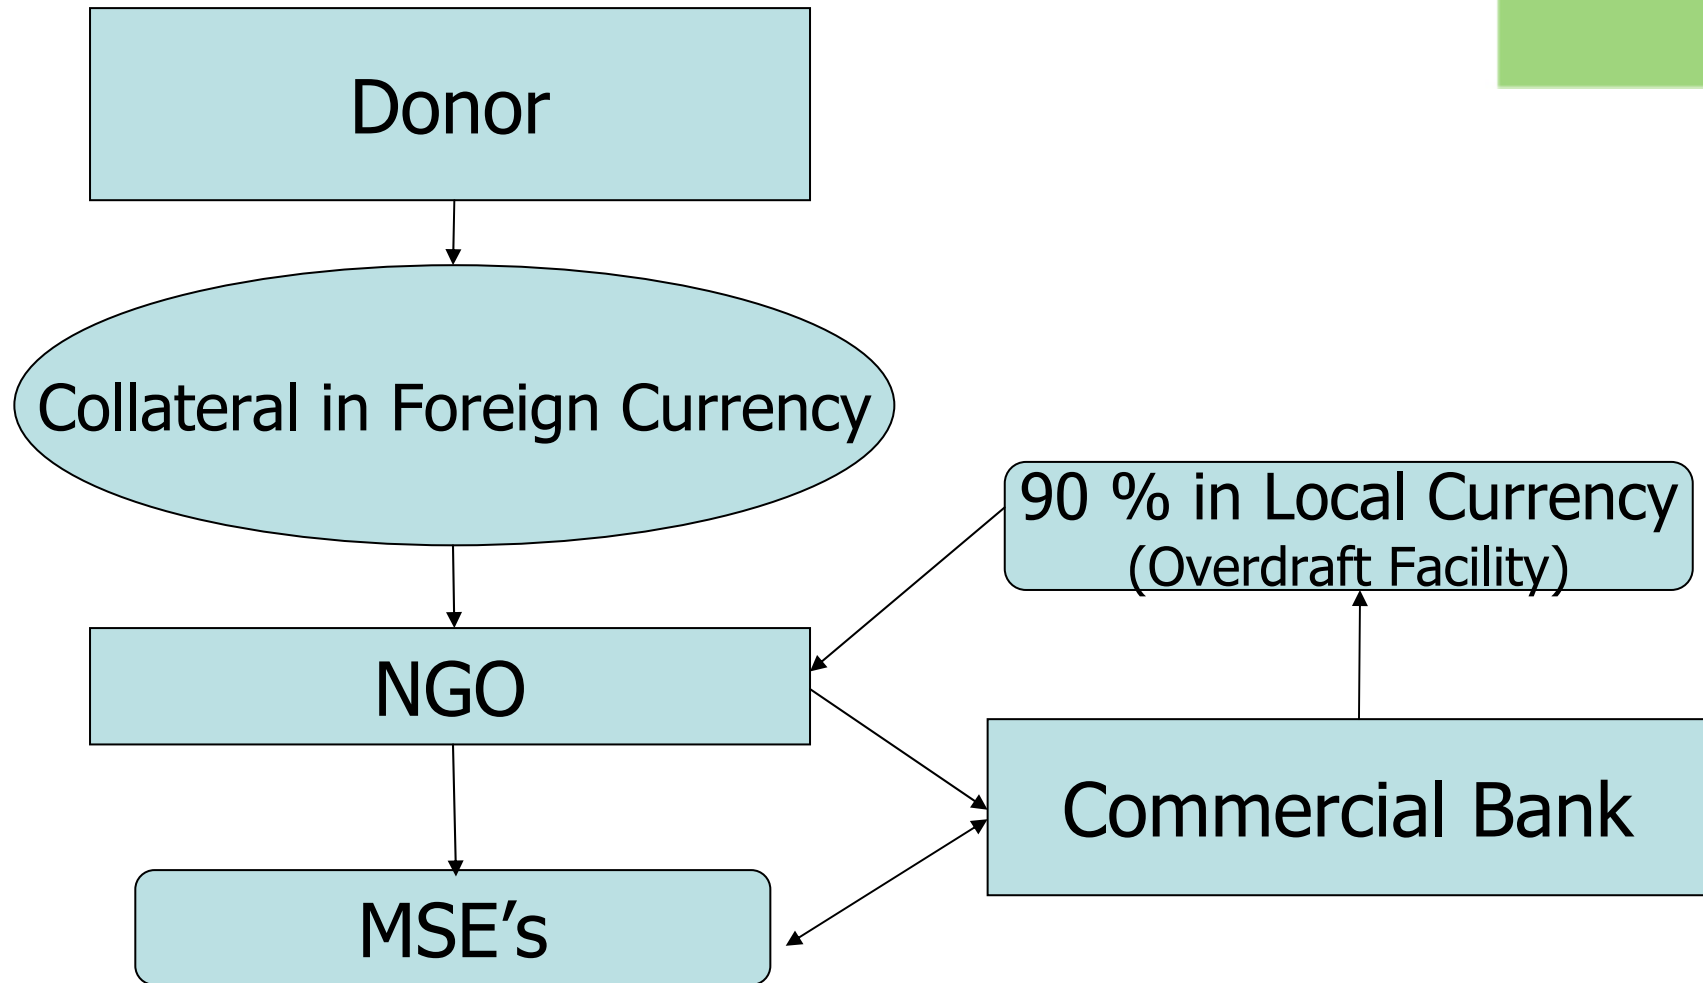 Donor
Collateral in Foreign Currency
90 % in Local Currency
(Overdraft Facility)
NGO
Commercial Bank
MSE’s